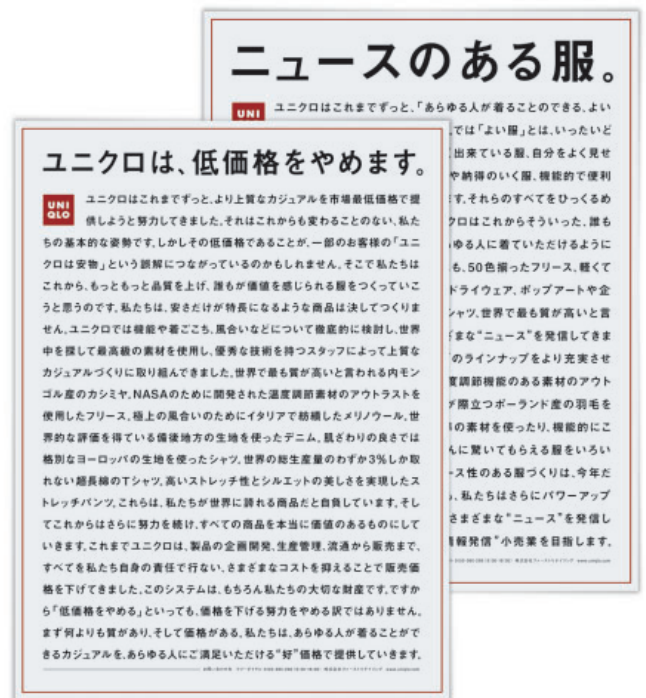 ニュースのある服。
UNI
ユニクロはこれまでずっと、「あらゆる人が着ることのできる、よい
では「よい服」とは、いったいど
出来ている服、自分をよく見せ
や納得のいく服、機能的で便利
す。それらのすべてをひっくるめ
クロはこれからそういった、誰も
ゆる人に着ていただけるように
も、50色揃ったフリース、軽くて
ドライウェア、ポップアートや企
シャツ、世界で最も質が高いと言
ざまな“ニュース”を発信してきま
のラインナップをより充実させ
度調節機能のある素材のアウト
が際立つポーランド産の羽毛を
の素材を使ったり、機能的にこ
んに驚いてもらえる服をいろい
ース性のある服づくりは、今年だ
、私たちはさらにパワーアップ
さまざまな“ニュース”を発信し
情報発信”小売業を目指します。
ユニクロは、低価格をやめます。
UNI
QLO
ユニクロはこれまでずっと、より上質なカジュアルを市場最低価格で提
供しようと努力してきました。それはこれからも変わることのない、私た
ちの基本的な姿勢です。しかしその低価格であることが、一部のお客様の「ユニ
クロは安物」という誤解につながっているのかもしれません。そこで私たちは
これから、もっともっと品質を上げ、誰もが価値を感じられる服をつくっていこ
うと思うのです。私たちは、安さだけが特長になるような商品は決してつくりま
せん。ユニクロでは機能や着ごこち、風合いなどについて徹底的に検討し、世界
中を探して最高級の素材を使用し、優秀な技術を持つスタッフによって上質な
カジュアルづくりに取り組んできました。世界で最も質が高いと言われる内モン
ゴル産のカシミヤ。NASAのために開発された温度調節素材のアウトラストを
使用したフリース。極上の風合いのためにイタリアで紡績したメリノウール。世
界的な評価を得ている備後地方の生地を使ったデニム。肌ざわりの良さでは
格別なヨーロッパの生地を使ったシャツ。世界の総生産量のわずか3%しか取
れない超長綿のTシャツ。高いストレッチ性とシルエットの美しさを実現したス
トレッチパンツ。これらは、私たちが世界に誇れる商品だと自負しています。そし
てこれからはさらに努力を続け、すべての商品を本当に価値のあるものにして
いきます。これまでユニクロは、製品の企画開発、生産管理、流通から販売まで、
すべてを私たち自身の責任で行ない、さまざまなコストを抑えることで販売価
格を下げてきました。このシステムは、もちろん私たちの大切な財産です。ですか
ら「低価格をやめる」といっても、価格を下げる努力をやめる訳ではありません。
まず何よりも質があり、そして価格がある。私たちは、あらゆる人が着ることがで
きるカジュアルを、あらゆる人にご満足いただける“好”価格で提供していきます。